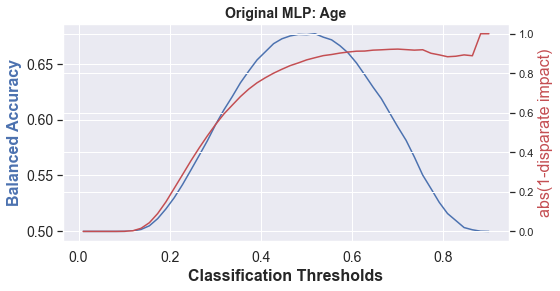 Original MLP: Age
Balanced Accuracy
0.65
0.60
0.55
0.50
1.0
0.8
0.6
0.4
0.2
0.0
abs(1-disparate impact)
0.0 0.2 0.4 0.6 0.8
Classification Thresholds